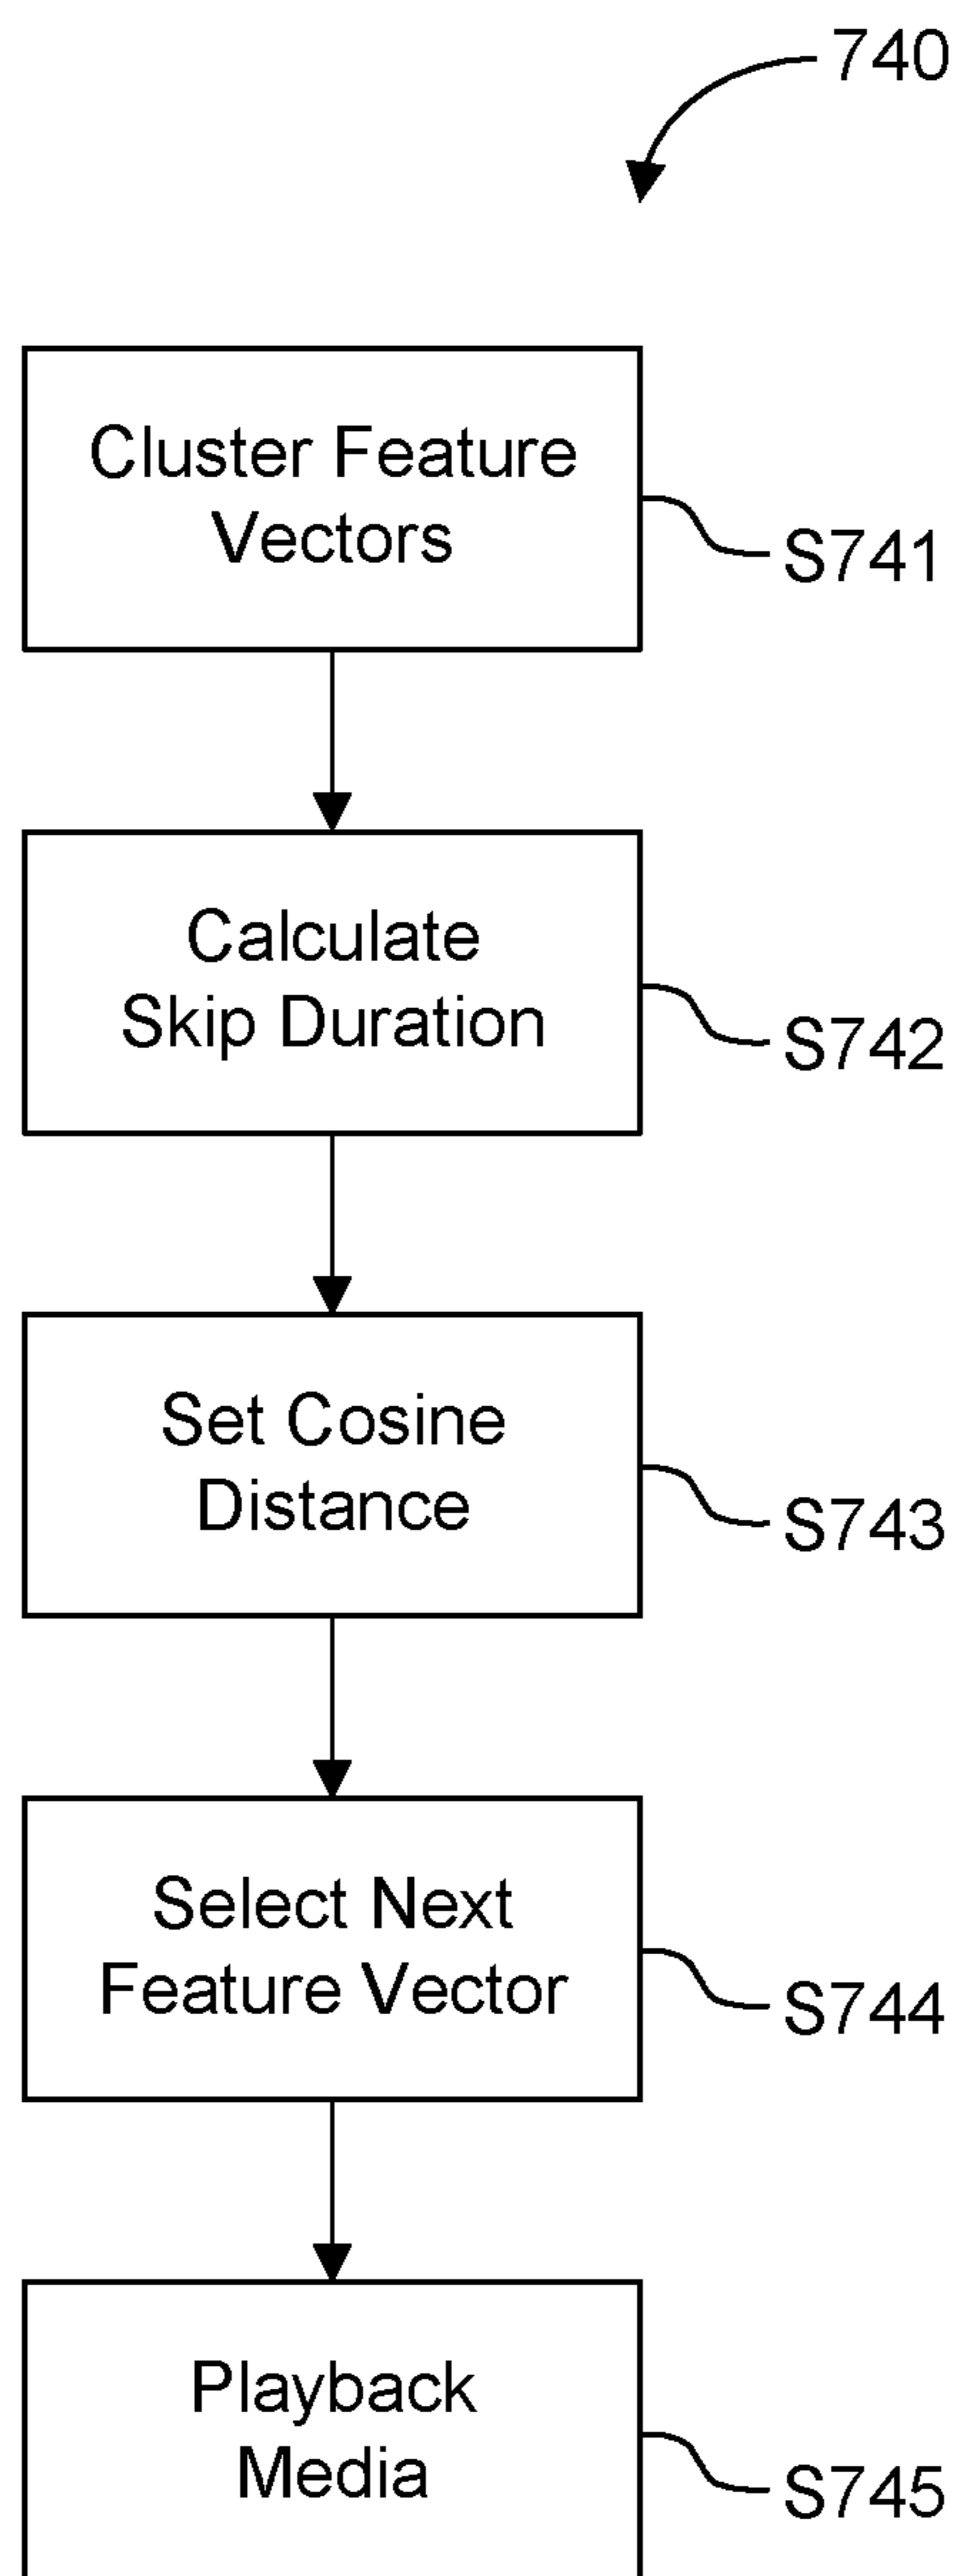 740
Cluster Feature
Vectors
S741
Calculate
Skip Duration
S742
Set Cosine
Distance
S743
Select Next
Feature Vector
S744
Playback
Media
S745